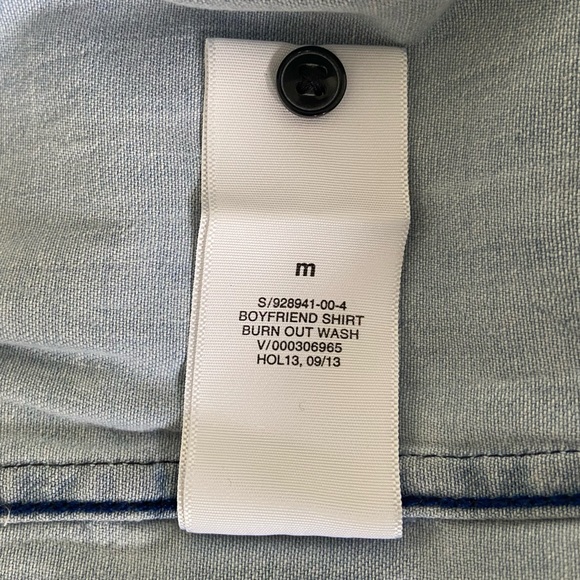 m
S/928941-00-4
BOYFRIEND SHIRT
BURN OUT WASH
V/000306965
HOL13, 09/13